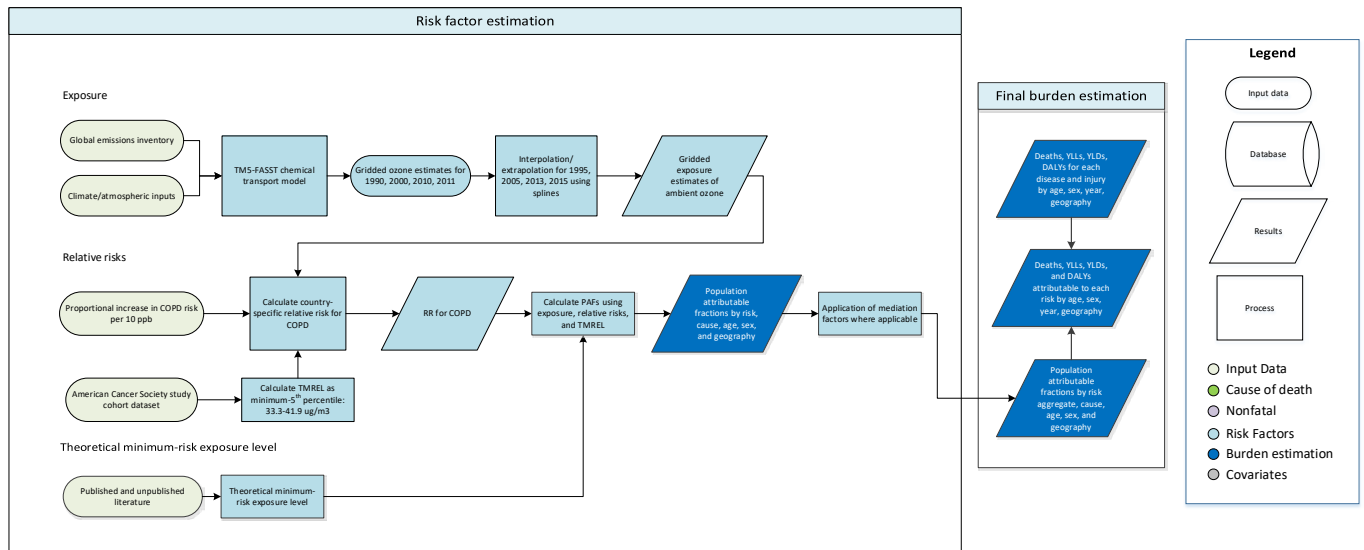 Risk factor estimation
Exposure
Global emissions inventory
Climate/atmospheric inputs
TM5-FASST chemical
transport model
Gridded ozone estimates for
1990, 2000, 2010, 2011
Interpolation/
extrapolation for 1995,
2005, 2013, 2015 using
splines
Gridded
exposure
estimates of
ambient ozone
Relative risks
Proportional increase in COPD risk
per 10 ppb
Calculate country-
specific relative risk for
COPD
RR for COPD
Calculate PAFs using
exposure, relative risks,
and TMREL
Population
attributable
fractions by risk,
cause, age, sex,
and geography
Application of mediation
factors where applicable
American Cancer Society study
cohort dataset
Calculate TMREL as
minimum-5th percentile:
33.3-41.9 ug/m3
Theoretical minimum-risk exposure level
Published and unpublished
literature
Theoretical minimum-
risk exposure level
Final burden estimation
Deaths, YLLs, YLDs,
DALYs for each
disease and injury
by age, sex, year,
geography
Deaths, YLLs, YLDs,
and DALYs
attributable to each
risk by age, sex,
year, geography
Population
attributable
fractions by risk
aggregate, cause,
age, sex, and
geography
Legend
Input data
Database
Results
Process
Input Data
Cause of death
Nonfatal
Risk Factors
Burden estimation
Covariates